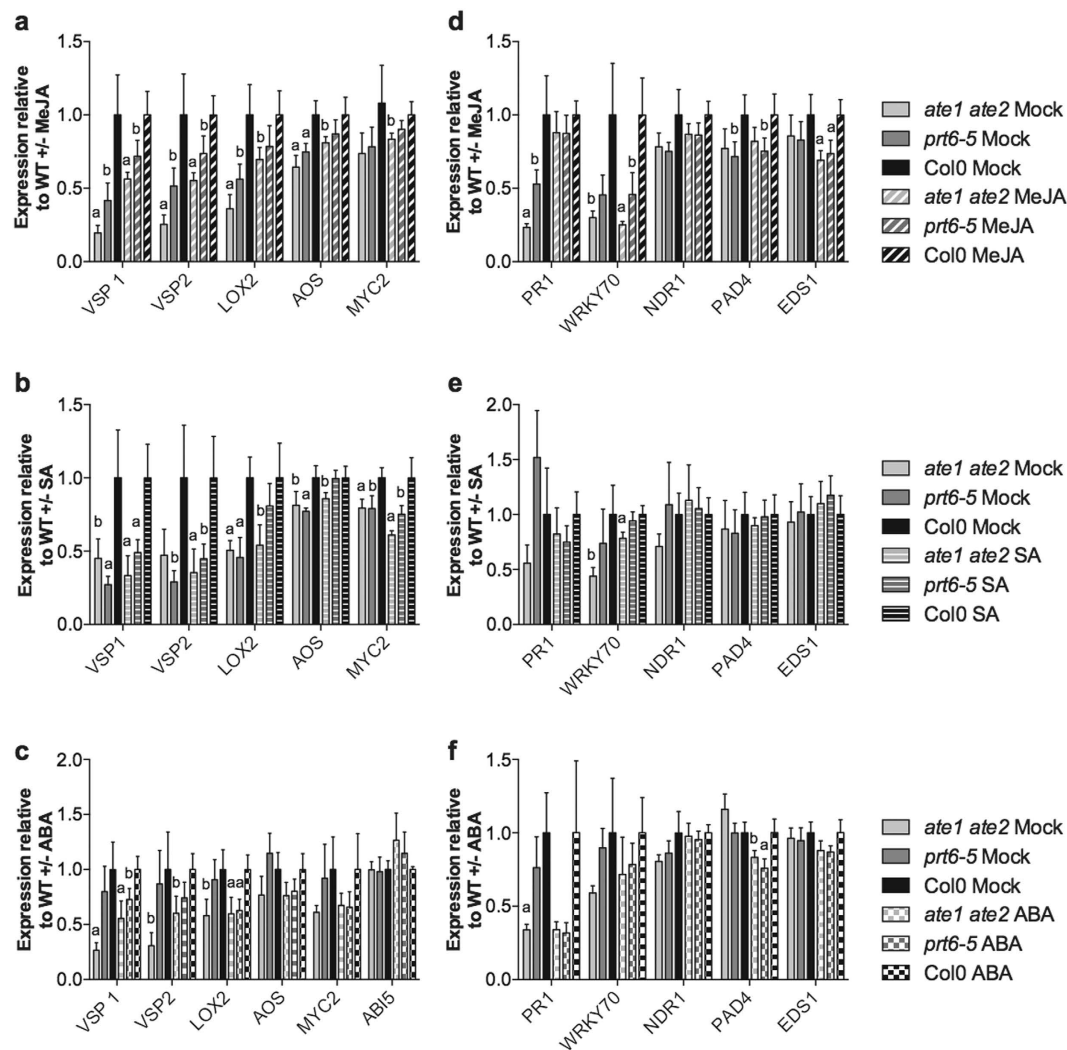 a
Expression relative
to WT +/- MeJA
1.5
1.0
0.5
0.0
a
b
a
b
a
b
a
b
a
b
a
b
a
b
a
VSP 1
VSP2
LOX2
AOS
MYC2
d
Expression relative
to WT +/- MeJA
1.5
1.0
0.5
0.0
a
b
b
a
b
a
b
a
a
PR1
WRKY70
NDR1
PAD4
EDS1
ate1 ate2 Mock
prt6-5 Mock
Col0 Mock
ate1 ate2 MeJA
prt6-5 MeJA
Col0 MeJA
b
Expression relative
to WT +/- SA
1.5
1.0
0.5
0.0
b
a
a
a
b
a
b
a
a
b
b
a
b
a
a
a
b
VSP1
VSP2
LOX2
AOS
MYC2
e
Expression relative
to WT +/- SA
2.0
1.5
1.0
0.5
0.0
b
a
PR1
WRKY70
NDR1
PAD4
EDS1
ate1 ate2 Mock
prt6-5 Mock
Col0 Mock
ate1 ate2 SA
prt6-5 SA
Col0 SA
c
Expression relative
to WT +/- ABA
2.0
1.5
1.0
0.5
0.0
a
a
b
b
b
b
aa
VSP 1
VSP2
LOX2
AOS
MYC2
ABI5
f
Expression relative
to WT +/- ABA
1.5
1.0
0.5
0.0
a
b
a
PR1
WRKY70
NDR1
PAD4
EDS1
ate1 ate2 Mock
prt6-5 Mock
Col0 Mock
ate1 ate2 ABA
prt6-5 ABA
Col0 ABA